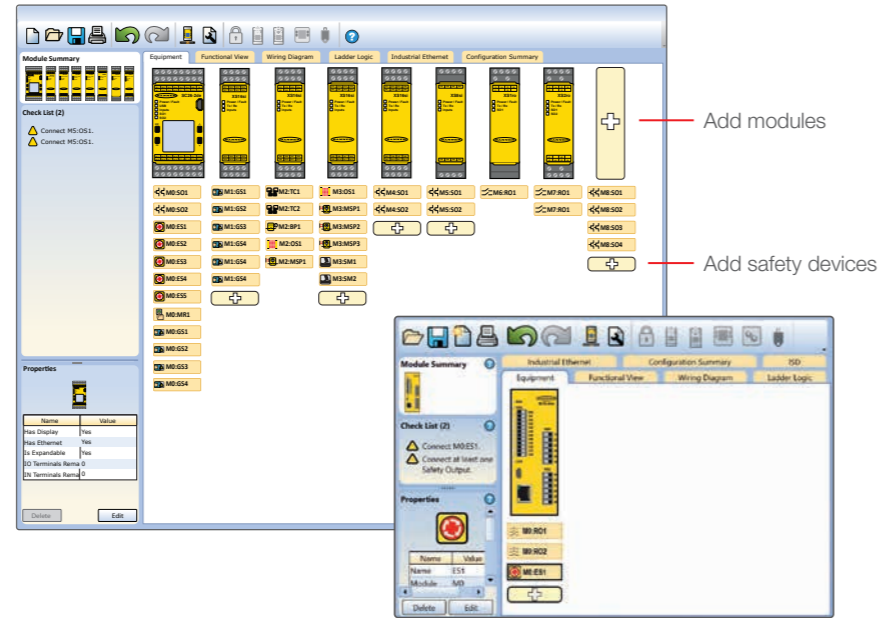 Equipment Functional View Wiring Diagram Ladder Logic Industrial Ethernet Configuration Summary
Module Summary
Check List (2)
Connect M5:OS1.
Connect M5:OS1.
Add modules
M0:SO1 M1:GS1 M2:TC1 M3:OS1 M4:SO1 M5:SO1 M6:RO1 M7:RO1 M8:SO1
M0:SO2 M1:GS2 M2:TC2 M3:MSP1 M4:SO2 M5:SO2 M7:RO1 M8:SO2
M0:ES1 M1:GS3 M2:BP1 M3:MSP2 M8:SO3
M0:ES2 M1:GS4 M2:OS1 M3:MSP3 M8:SO4
M0:ES3 M1:GS4 M2:MSP1 M3:SM1
M0:ES4 M1:GS4 M3:SM2
M0:ES5
M0:MR1
M0:GS1
M0:GS2
M0:GS3
M0:GS4
Add safety devices
Properties
Name Value
Has Display Yes
Has Ethernet Yes
Is Expandable Yes
IO Terminals Rema 0
IN Terminals Rema 0
Delete Edit
Module Summary
Industrial Ethernet Configuration Summary ISD
Equipment Functional View Wiring Diagram Ladder Logic
Check List (2)
Connect M0:ES1.
Connect at least one
Safety Output.
Properties
Name Value
Name ES1
Module M0
Delete Edit
M0:RO1
M0:RO2
M0:ES1